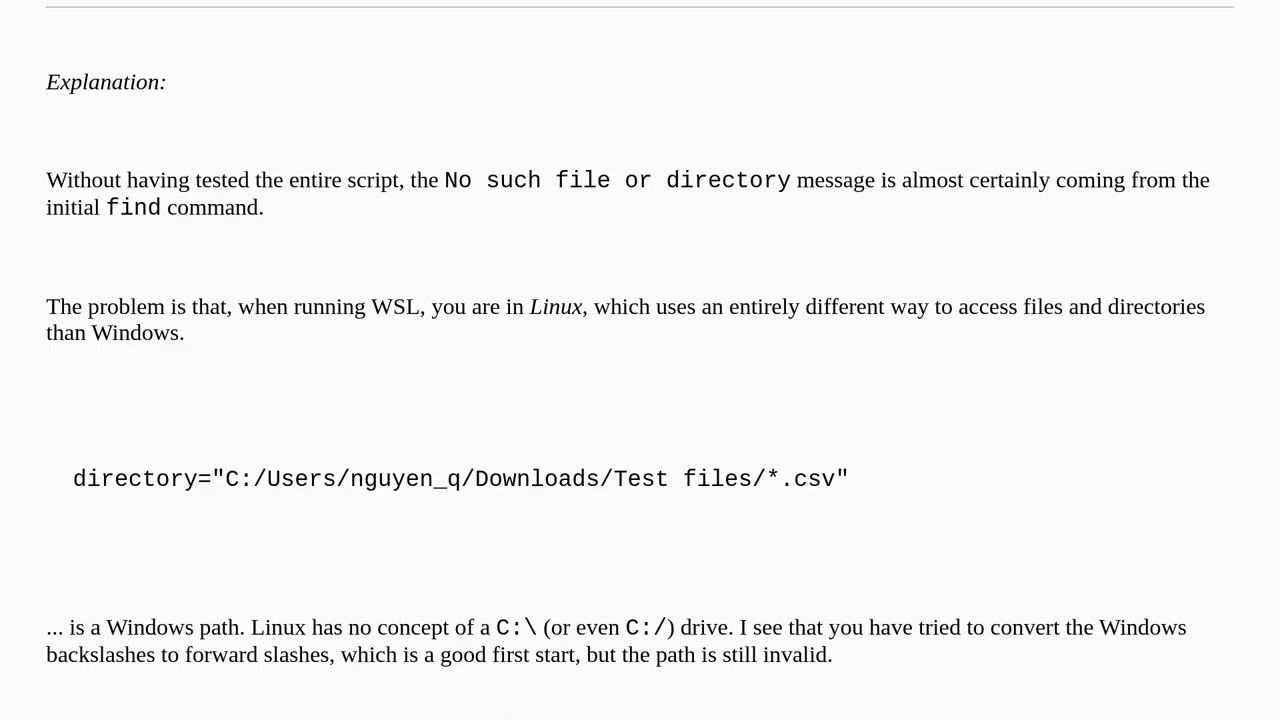 Explanation:
Without having tested the entire script, the No such file or directory message is almost certainly coming from the
initial find command.
The problem is that, when running WSL, you are in Linux, which uses an entirely different way to access files and directories
than Windows.
directory="C:/Users/nguyen_q/Downloads/Test files/*.csv"
... is a Windows path. Linux has no concept of a C:\ (or even C:/) drive. I see that you have tried to convert the Windows
backslashes to forward slashes, which is a good first start, but the path is still invalid.